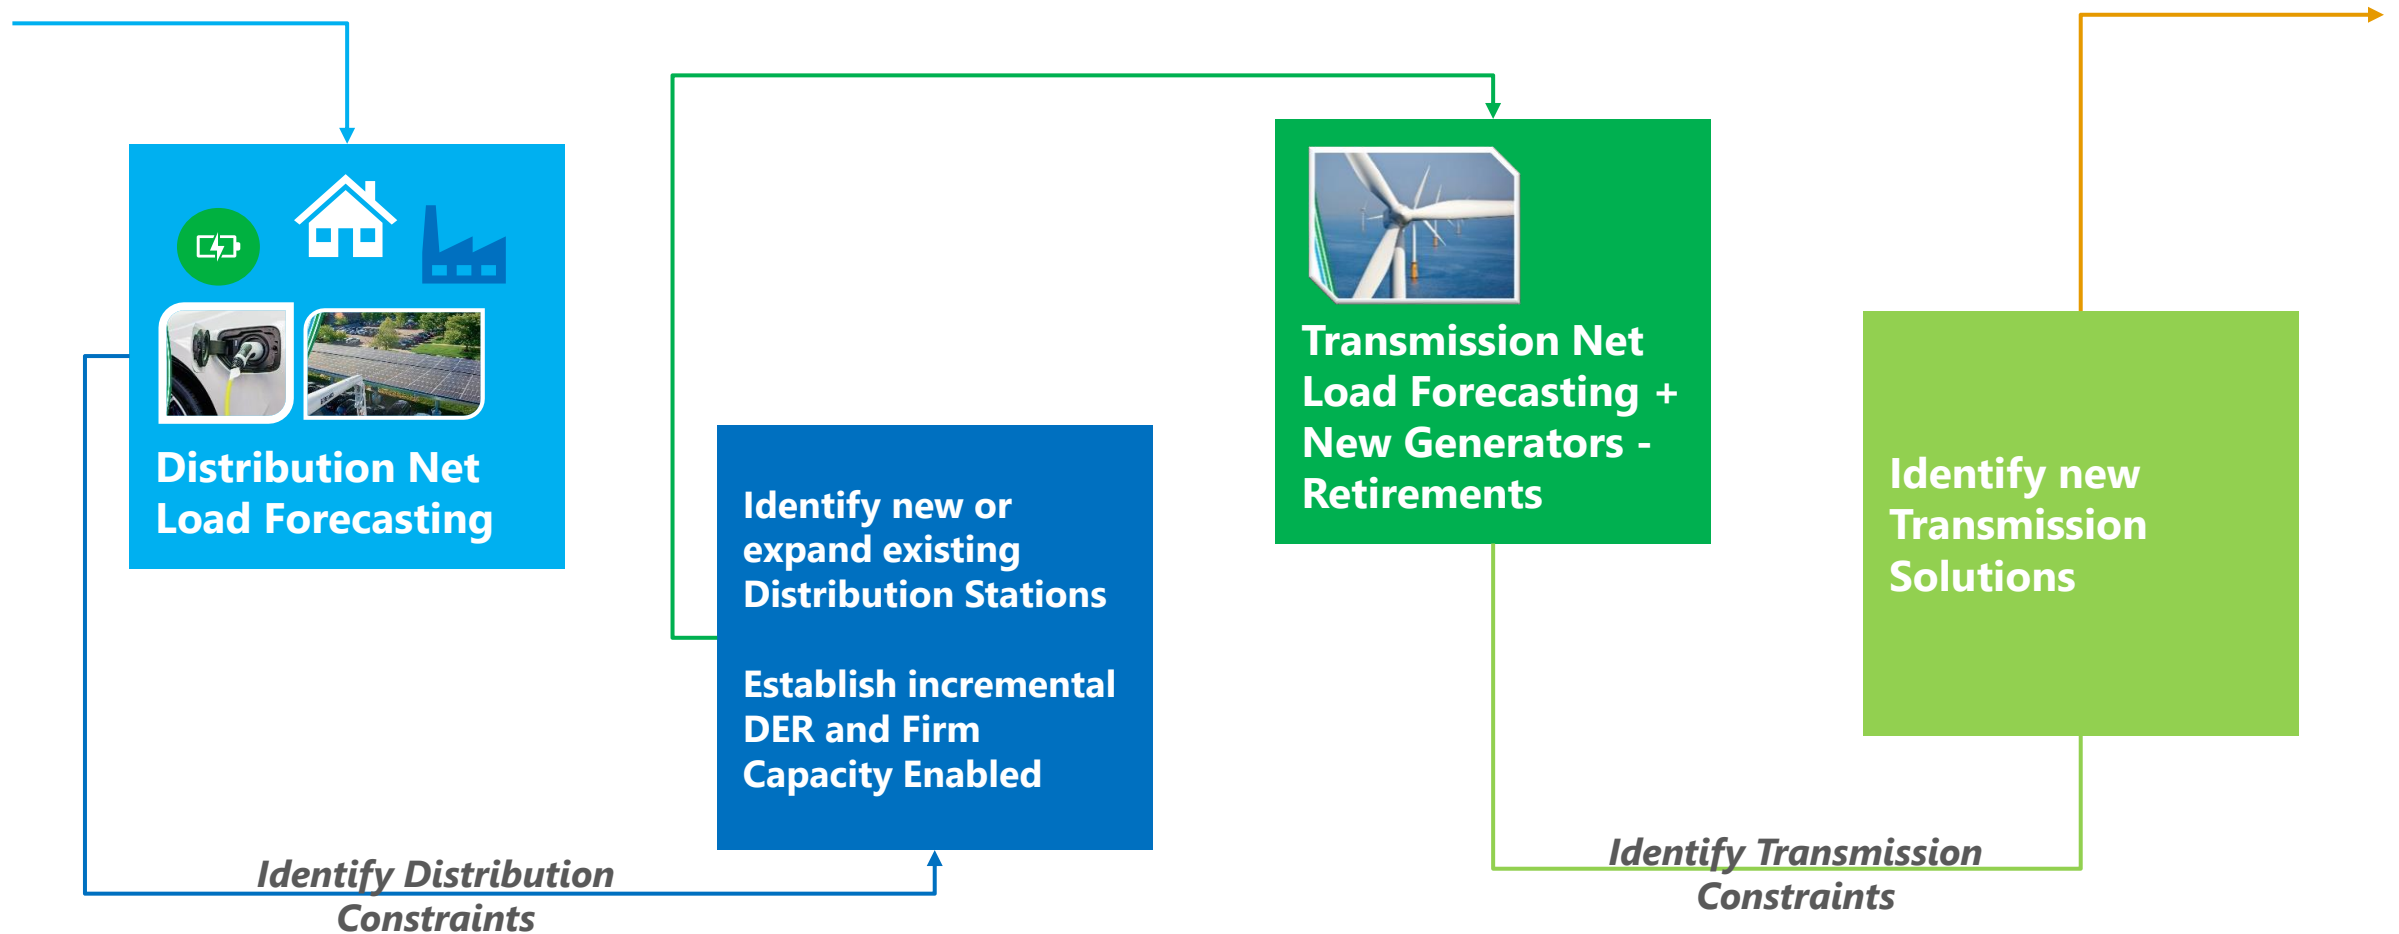 Distribution Net
Load Forecasting
Identify Distribution
Constraints
Identify new or
expand existing
Distribution Stations
Establish incremental
DER and Firm
Capacity Enabled
Transmission Net
Load Forecasting +
New Generators -
Retirements
Identify Transmission
Constraints
Identify new
Transmission
Solutions